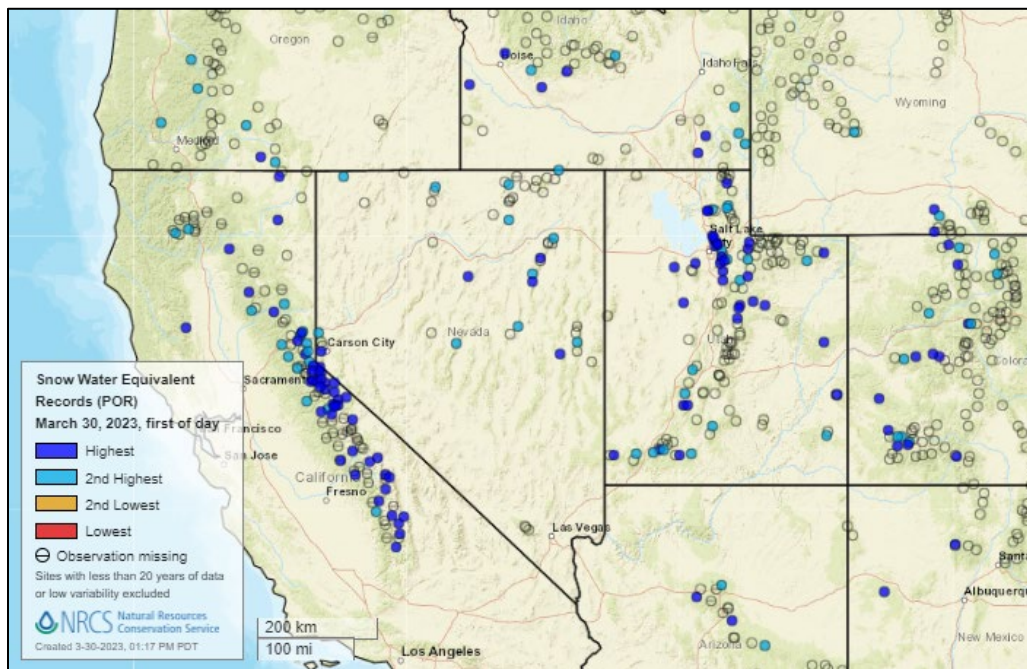 Oregon
Idaho
Boise
Idaho Falls
Wyoming
Medford
Salt Lake
City
Nevada
Carson City
Utah
Colora
Sacrament
Francisco
San Jose
California
Fresno
Las Vegas
Santa
Albuquerque
Arizona
New Mexico
Los Angeles
Snow Water Equivalent
Records (POR)
March 30, 2023, first of day
Highest
2nd Highest
2nd Lowest
Lowest
Observation missing
Sites with less than 20 years of data
or low variability excluded
NRCS Natural Resources
Conservation Service
Created 3-30-2023, 01:17 PM PDT
200 km
100 mi